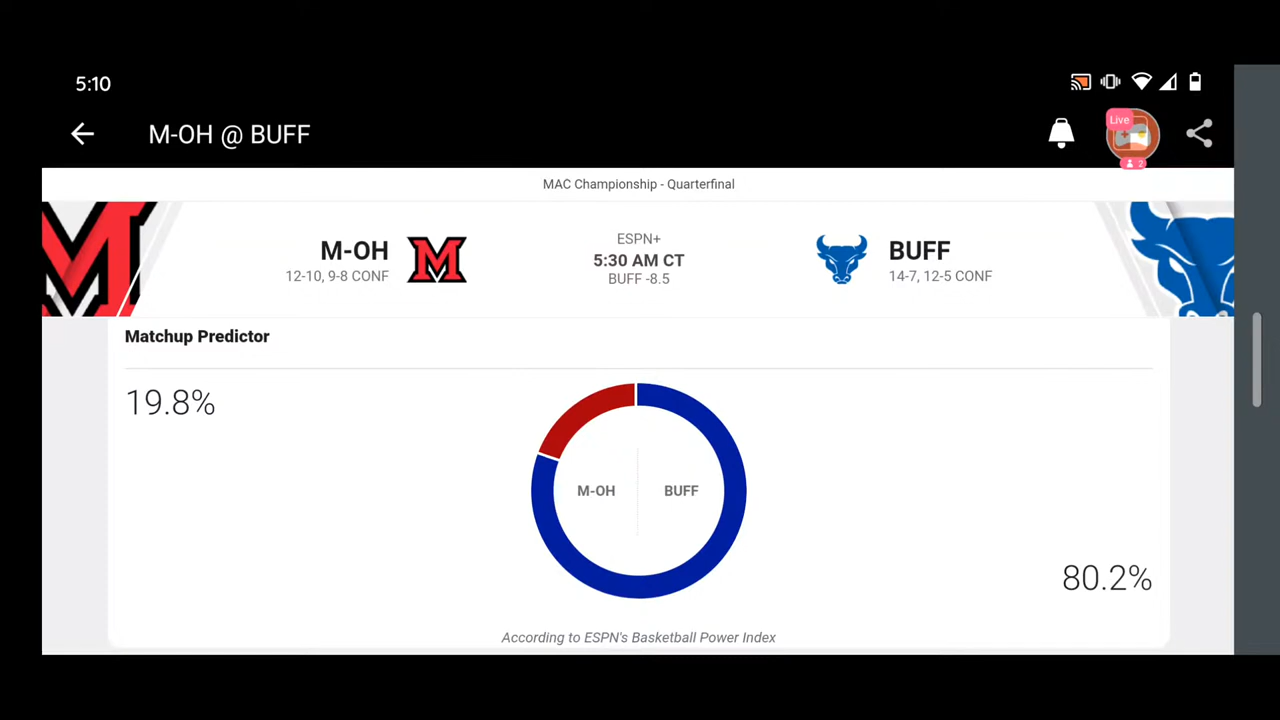 5:10
M-OH @ BUFF
Live
2
MAC Championship - Quarterfinal
M-OH
12-10, 9-8 CONF
M
M
ESPN+
5:30 AM CT
BUFF -8.5
BUFF
14-7, 12-5 CONF
Matchup Predictor
19.8%
M-OH
BUFF
80.2%
According to ESPN's Basketball Power Index